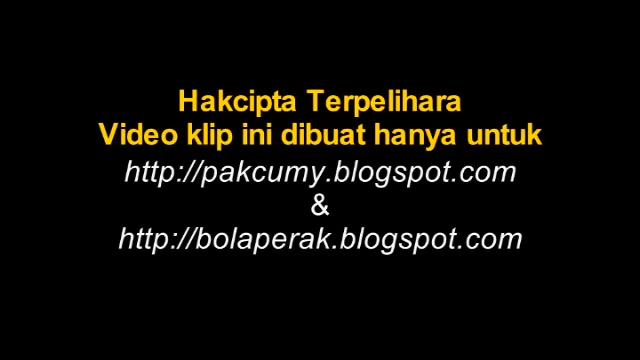 Hakcipta Terpelihara
Video klip ini dibuat hanya untuk
http://pakcumy.blogspot.com
&
http://bolaperak.blogspot.com